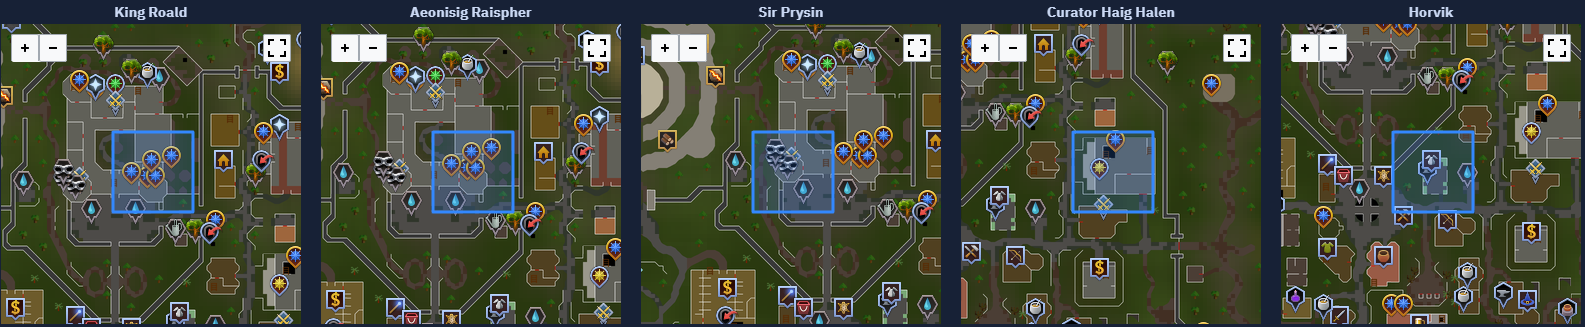 King Roald
Aeonisig Raispher
Sir Prysin
Curator Haig Halen
Horvik
+ −
+ −
+ −
+ −
+ −
$
$
$
$
$
$
$